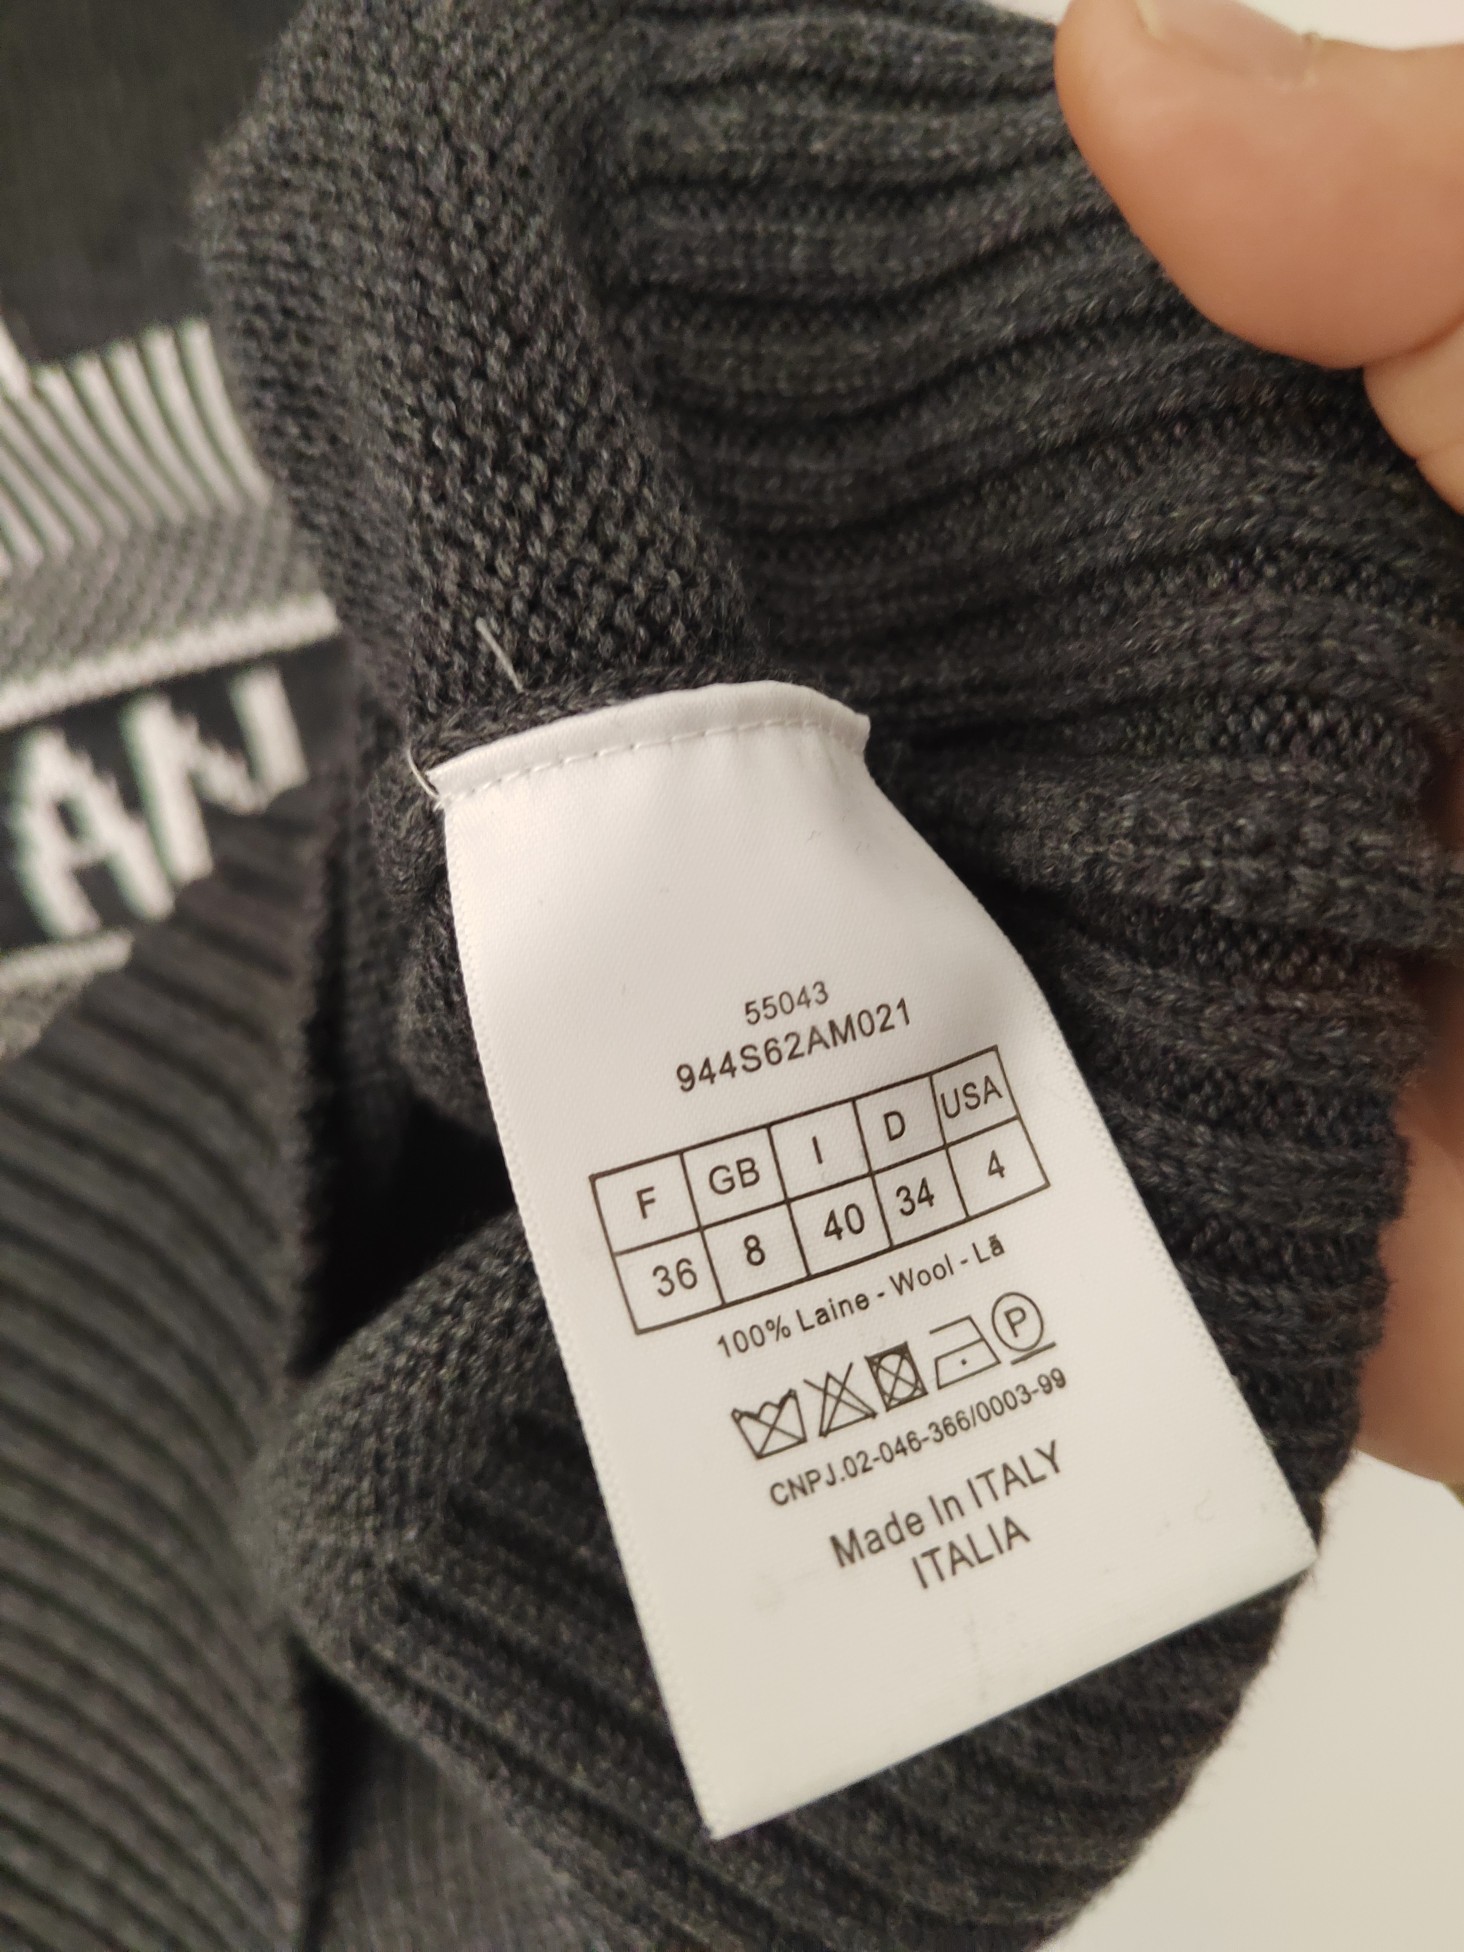 AN
55043
944S62AM021
F GB I D USA
36 8 40 34 4
100% Laine - Wool - Lã
P
CNPJ.02-046-366/0003-99
Made In ITALY
ITALIA